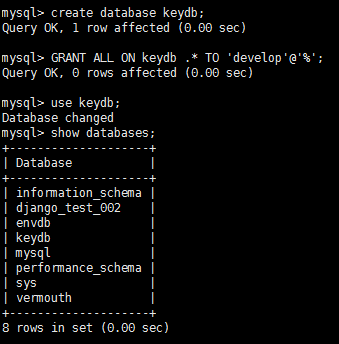 mysql> create database keydb;
Query OK, 1 row affected (0.00 sec)
mysql> GRANT ALL ON keydb .* TO 'develop'@'%';
Query OK, 0 rows affected (0.00 sec)
mysql> use keydb;
Database changed
mysql> show databases;
+--------------------+
| Database           |
+--------------------+
| information_schema |
| django_test_002    |
| envdb              |
| keydb              |
| mysql              |
| performance_schema |
| sys                |
| vermouth           |
+--------------------+
8 rows in set (0.00 sec)